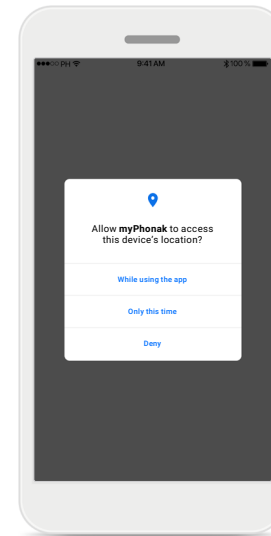 PH 9:41 AM 100 %
Allow myPhonak to access
this device's location?
While using the app
Only this time
Deny